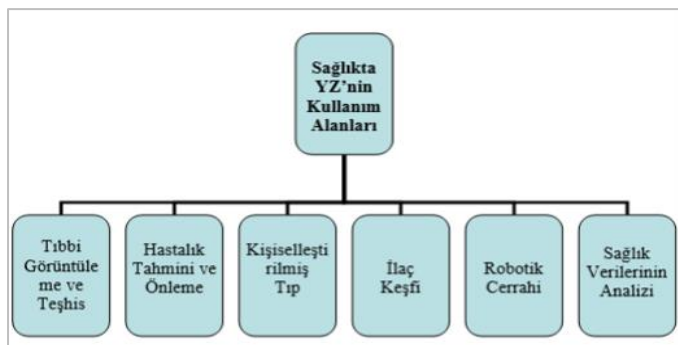 Sağlıkta
YZ'nin
Kullanım
Alanları
Tıbbi
Görüntüle
me ve
Teşhis
Hastalık
Tahmini ve
Önleme
Kişiselleşti
rilmiş
Tıp
İlaç
Keşfi
Robotik
Cerrahi
Sağlık
Verilerinin
Analizi